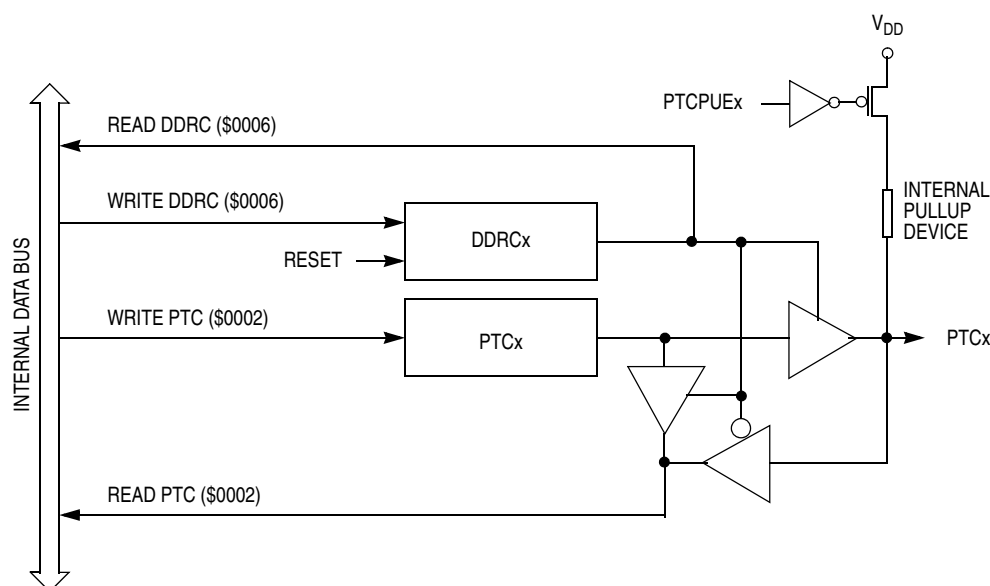 VDD
PTCPUEx
READ DDRC ($0006)
INTERNAL
PULLUP
DEVICE
WRITE DDRC ($0006)
DDRCx
RESET
WRITE PTC ($0002)
PTCx
PTCx
INTERNAL DATA BUS
READ PTC ($0002)